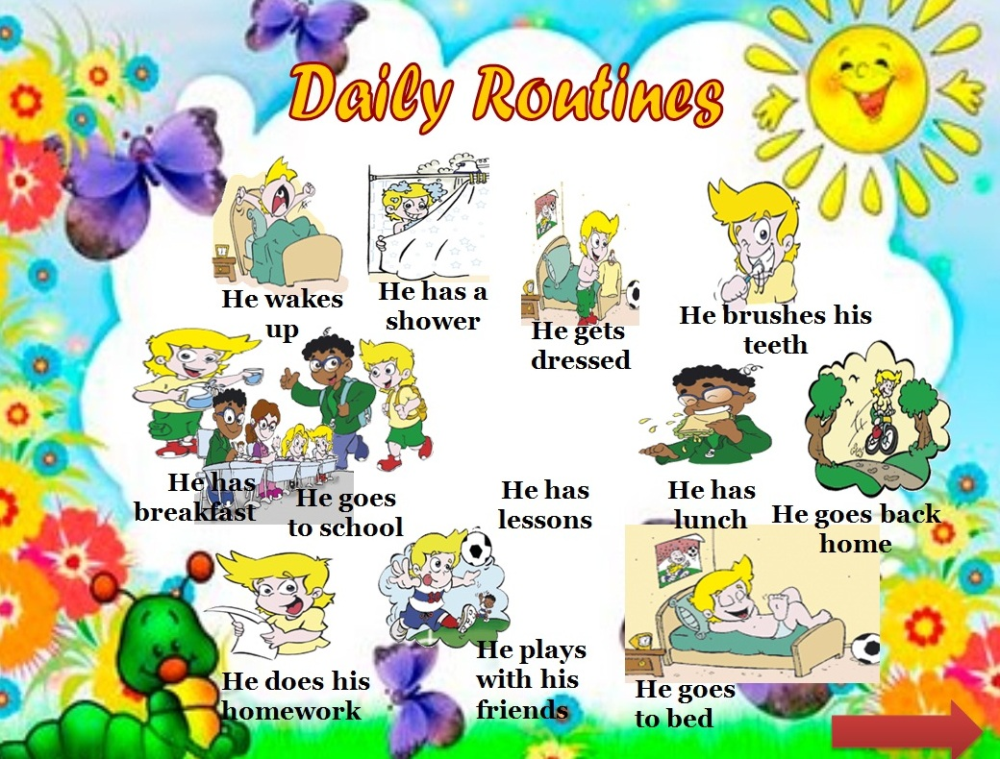 Daily Routines
He wakes
up
He has a
shower
He gets
dressed
He brushes his
teeth
He has
breakfast
He goes
to school
He has
lessons
He has
lunch
He goes back
home
He does his
homework
He plays
with his
friends
He goes
to bed